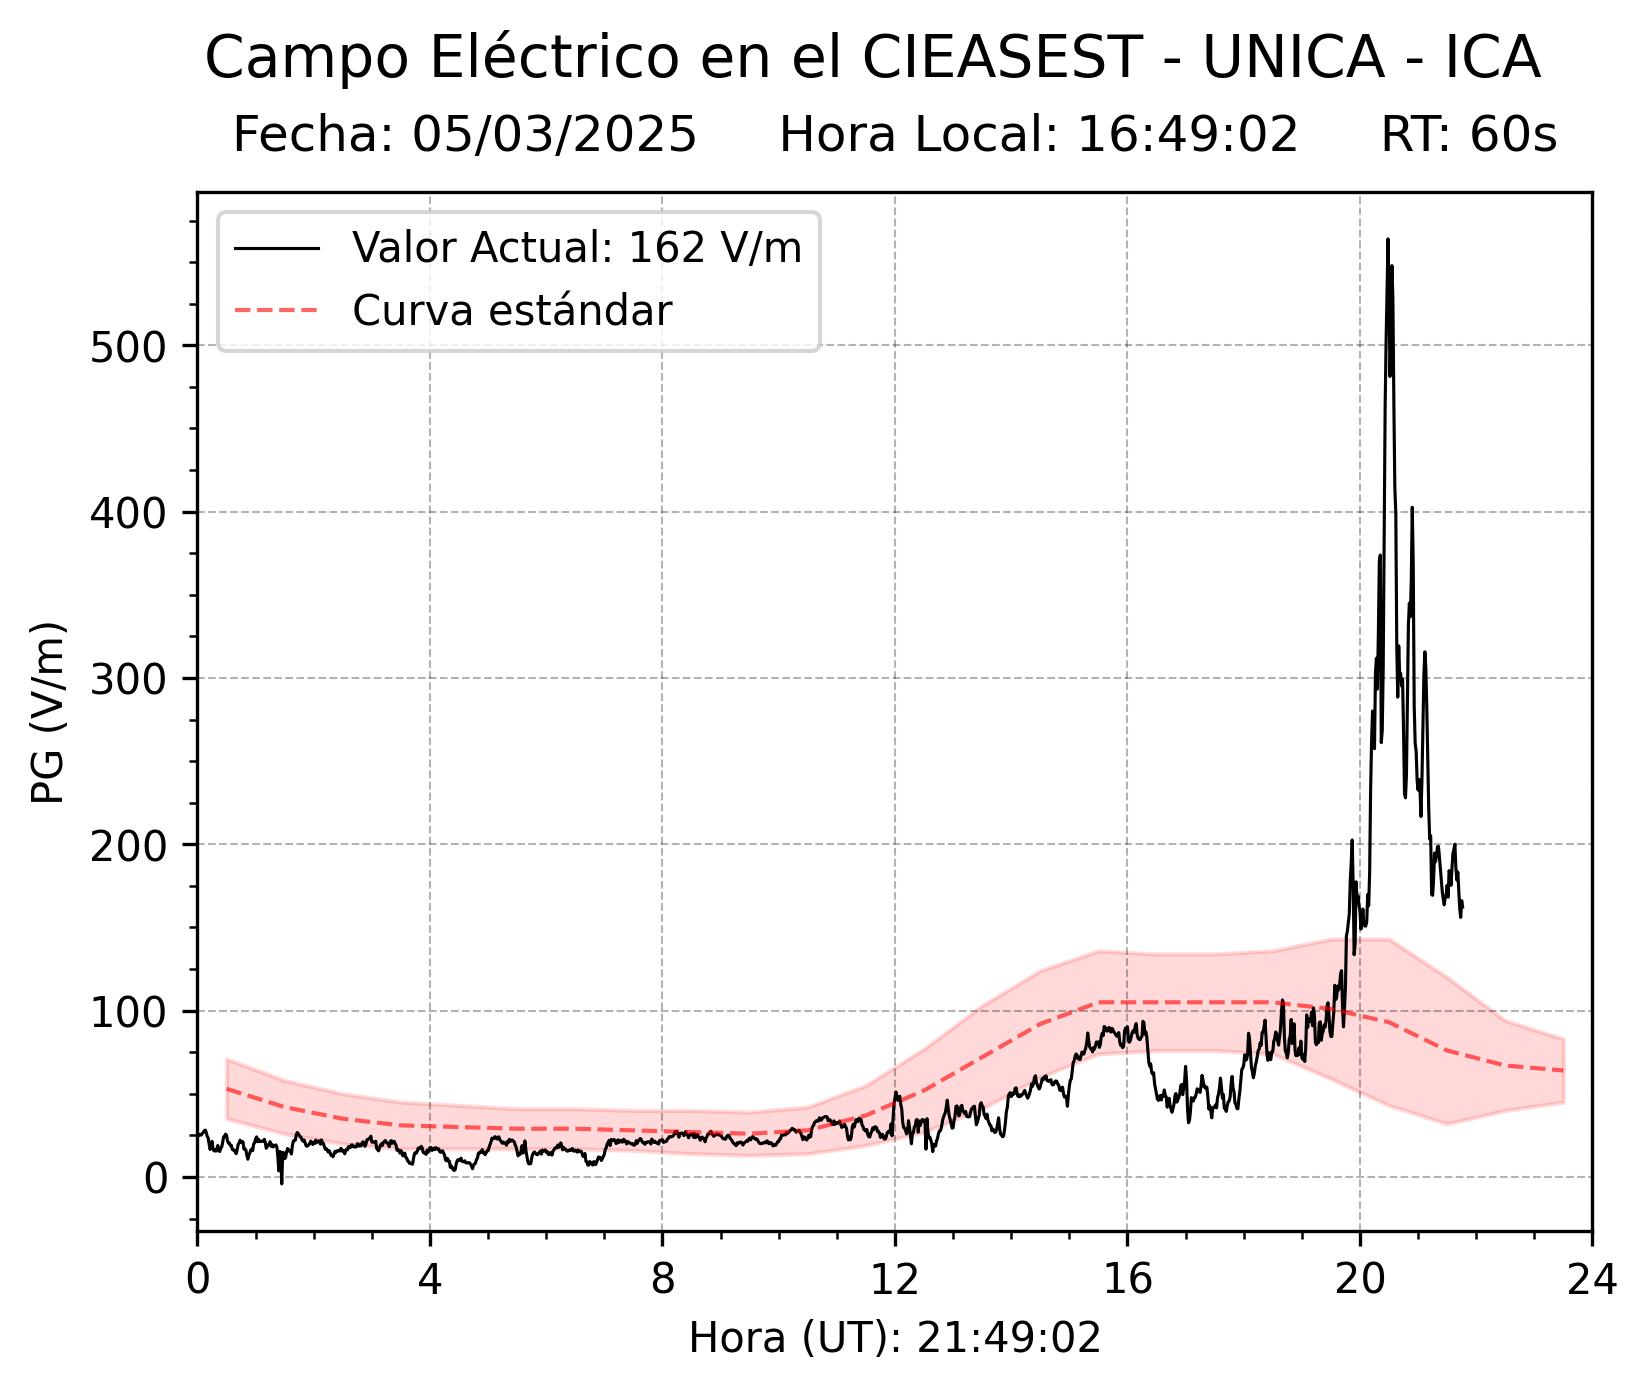 Campo Eléctrico en el CIEASEST - UNICA - ICA
Fecha: 05/03/2025 Hora Local: 16:49:02 RT: 60s
Valor Actual: 162 V/m
Curva estándar
PG (V/m)
500
400
300
200
100
0
0 4 8 12 16 20 24
Hora (UT): 21:49:02